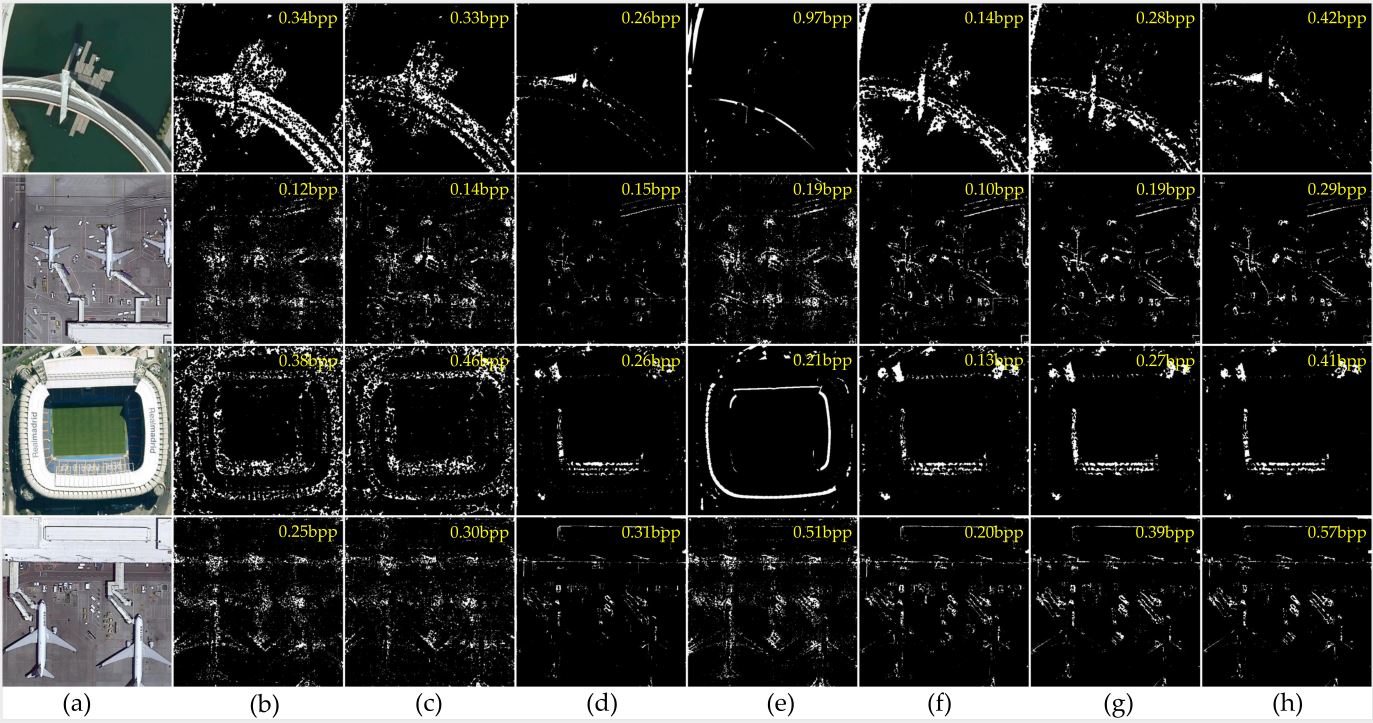 0.34bpp 0.33bpp 0.26bpp 0.97bpp 0.14bpp 0.28bpp 0.42bpp
0.12bpp 0.14bpp 0.15bpp 0.19bpp 0.10bpp 0.19bpp 0.29bpp
0.38bpp 0.46bpp 0.26bpp 0.21bpp 0.13bpp 0.27bpp 0.41bpp
Realmadrid Realmadrid
0.25bpp 0.30bpp 0.31bpp 0.51bpp 0.20bpp 0.39bpp 0.57bpp
(a) (b) (c) (d) (e) (f) (g) (h)